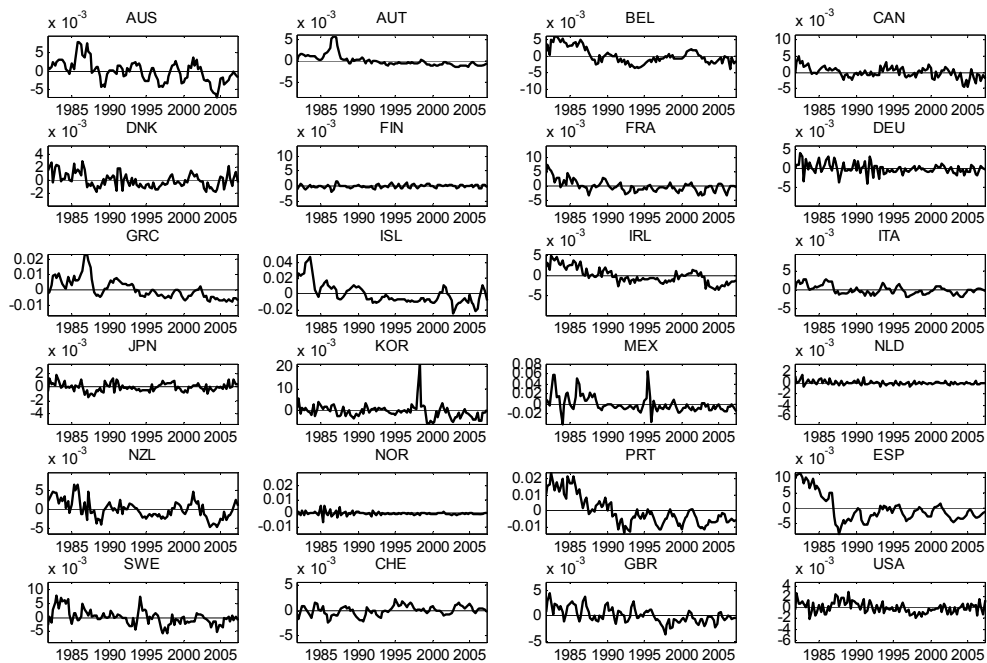 x 10^-3
AUS
5
0
-5
1985 1990 1995 2000 2005
x 10^-3
AUT
5
0
-5
1985 1990 1995 2000 2005
x 10^-3
BEL
5
0
-5
-10
1985 1990 1995 2000 2005
x 10^-3
CAN
10
5
0
-5
1985 1990 1995 2000 2005
x 10^-3
DNK
4
2
0
-2
1985 1990 1995 2000 2005
x 10^-3
FIN
10
5
0
-5
1985 1990 1995 2000 2005
x 10^-3
FRA
10
5
0
-5
1985 1990 1995 2000 2005
x 10^-3
DEU
5
0
-5
1985 1990 1995 2000 2005
GRC
0.02
0.01
0
-0.01
1985 1990 1995 2000 2005
ISL
0.04
0.02
0
-0.02
1985 1990 1995 2000 2005
x 10^-3
IRL
5
0
-5
1985 1990 1995 2000 2005
x 10^-3
ITA
5
0
-5
1985 1990 1995 2000 2005
x 10^-3
JPN
2
0
-2
-4
1985 1990 1995 2000 2005
x 10^-3
KOR
20
10
0
1985 1990 1995 2000 2005
MEX
0.08
0.06
0.04
0.02
0
-0.02
1985 1990 1995 2000 2005
x 10^-3
NLD
2
0
-2
-4
-6
1985 1990 1995 2000 2005
x 10^-3
NZL
5
0
-5
1985 1990 1995 2000 2005
NOR
0.02
0.01
0
-0.01
1985 1990 1995 2000 2005
PRT
0.02
0.01
0
-0.01
1985 1990 1995 2000 2005
x 10^-3
ESP
10
5
0
-5
1985 1990 1995 2000 2005
x 10^-3
SWE
10
5
0
-5
1985 1990 1995 2000 2005
x 10^-3
CHE
5
0
-5
1985 1990 1995 2000 2005
x 10^-3
GBR
5
0
-5
1985 1990 1995 2000 2005
x 10^-3
USA
4
2
0
-2
-4
-6
1985 1990 1995 2000 2005